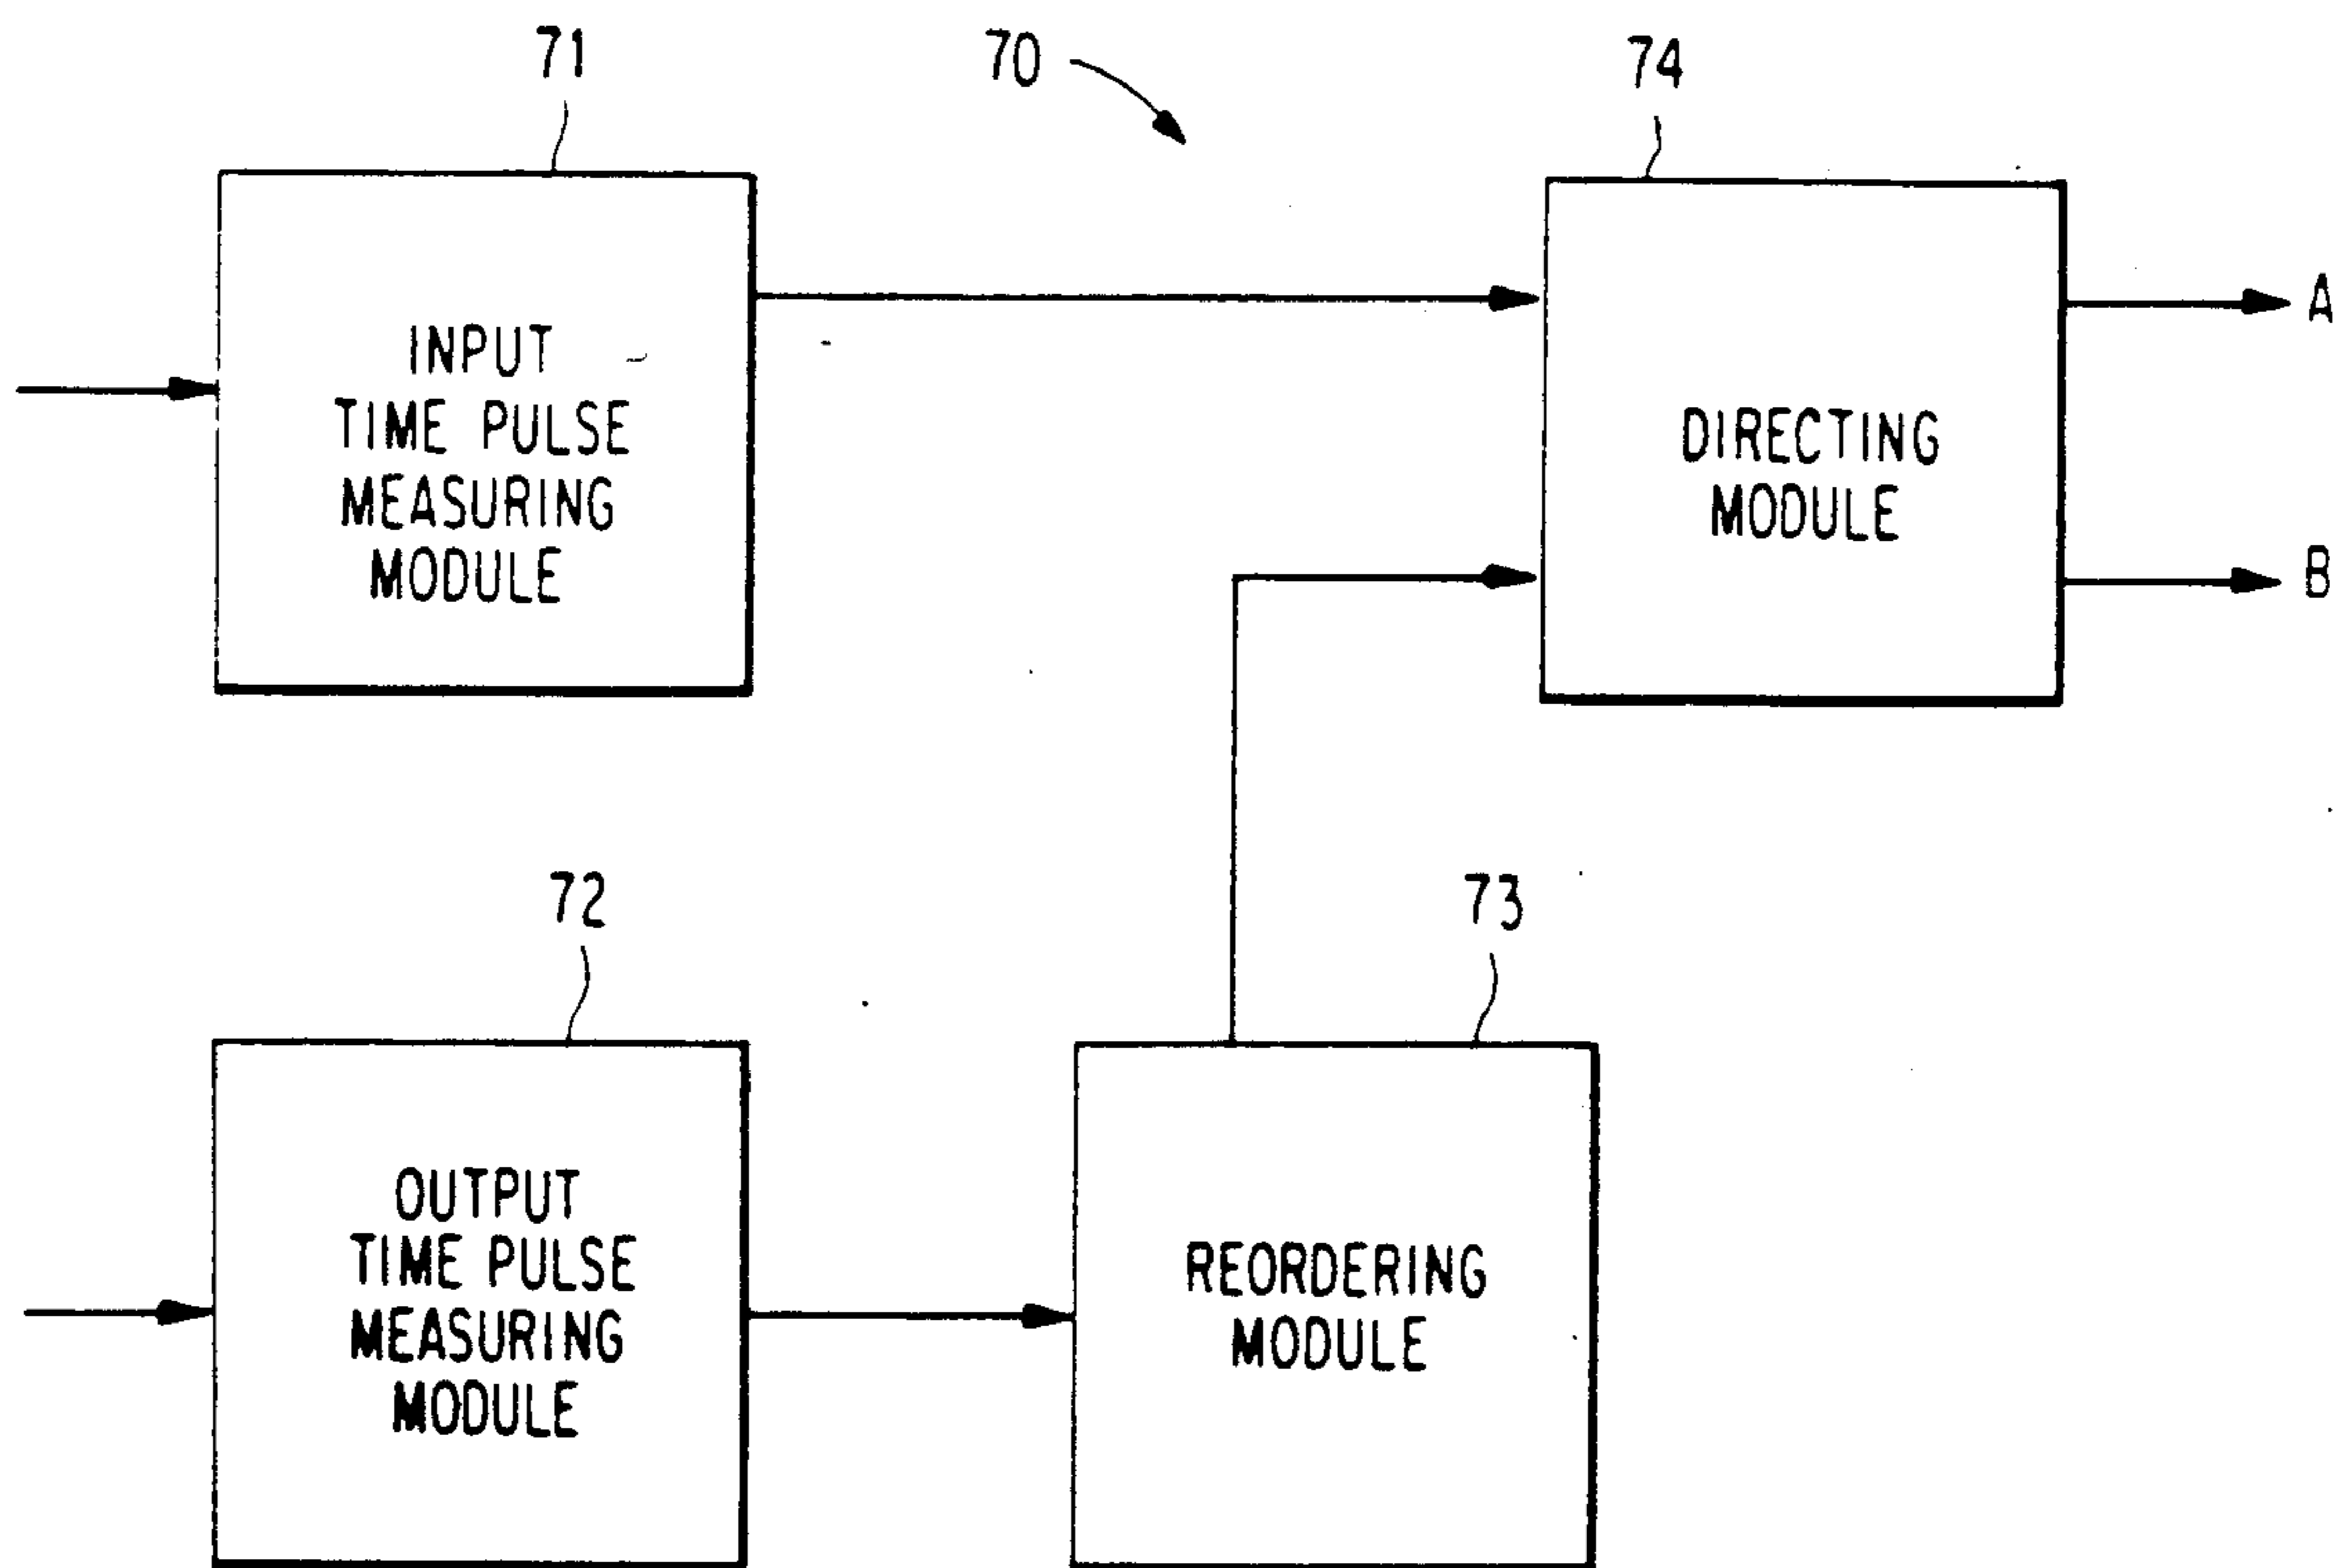 71
70
74
INPUT
TIME PULSE
MEASURING
MODULE
DIRECTING
MODULE
A
B
72
73
OUTPUT
TIME PULSE
MEASURING
MODULE
REORDERING
MODULE